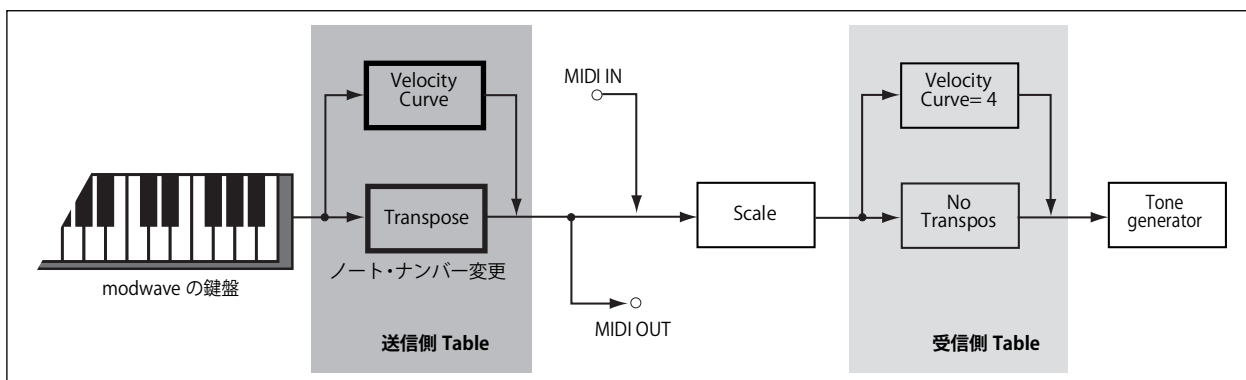 Velocity
Curve
MIDI IN
Velocity
Curve= 4
Transpose
Scale
No
Transpos
Tone
generator
modwave の鍵盤
ノート・ナンバー変更
MIDI OUT
送信側 Table
受信側 Table